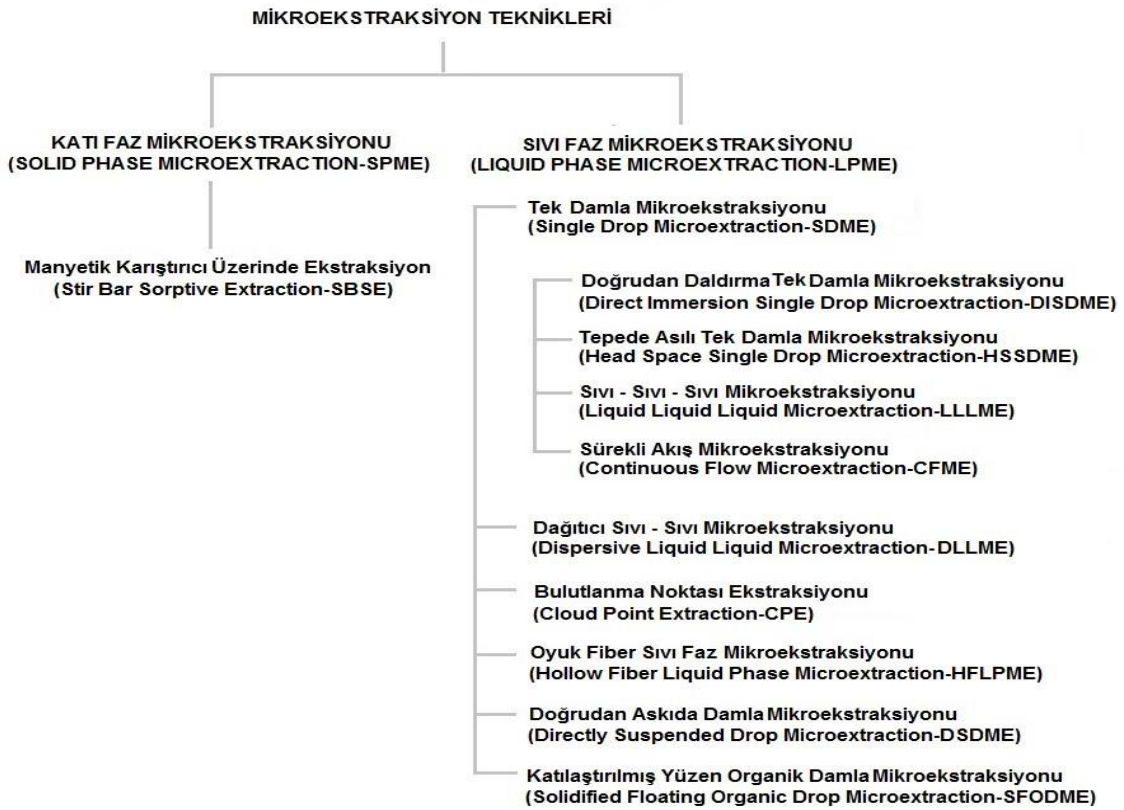 MİKROEKSTRAKSİYON TEKNİKLERİ
KATI FAZ MİKROEKSTRAKSİYONU
(SOLID PHASE MICROEXTRACTION-SPME)
Manyetik Karıştırıcı Üzerinde Ekstraksiyon
(Stir Bar Sorptive Extraction-SBSE)
SIVI FAZ MİKROEKSTRAKSİYONU
(LIQUID PHASE MICROEXTRACTION-LPME)
Tek Damla Mikroekstraksiyonu
(Single Drop Microextraction-SDME)
Doğrudan Daldırma Tek Damla Mikroekstraksiyonu
(Direct Immersion Single Drop Microextraction-DISDME)
Tepede Asılı Tek Damla Mikroekstraksiyonu
(Head Space Single Drop Microextraction-HSSDME)
Sıvı - Sıvı - Sıvı Mikroekstraksiyonu
(Liquid Liquid Liquid Microextraction-LLLME)
Sürekli Akış Mikroekstraksiyonu
(Continuous Flow Microextraction-CFME)
Dağıtıcı Sıvı - Sıvı Mikroekstraksiyonu
(Dispersive Liquid Liquid Microextraction-DLLME)
Bulutlanma Noktası Ekstraksiyonu
(Cloud Point Extraction-CPE)
Oyuk Fiber Sıvı Faz Mikroekstraksiyonu
(Hollow Fiber Liquid Phase Microextraction-HFLPME)
Doğrudan Askıda Damla Mikroekstraksiyonu
(Directly Suspended Drop Microextraction-DSDME)
Katılaştırılmış Yüzen Organik Damla Mikroekstraksiyonu
(Solidified Floating Organic Drop Microextraction-SFODME)